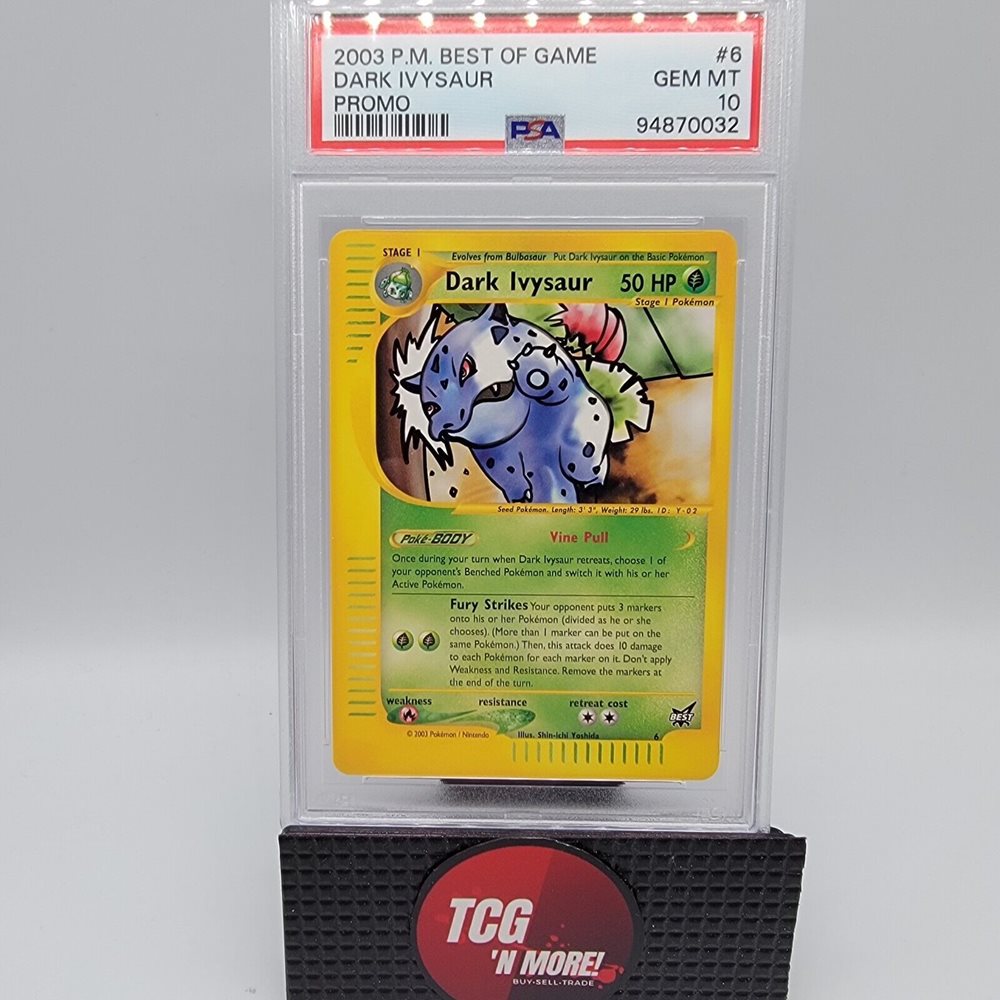 2003 P.M. BEST OF GAME #6
DARK IVYSAUR GEM MT
PROMO 10
PSA 94870032
STAGE 1 Evolves from Bulbasaur Put Dark Ivysaur on the Basic Pokémon
Dark Ivysaur 50 HP
Stage 1 Pokémon
Seed Pokémon. Length: 3' 3", Weight: 29 lbs. ID: Y-02
Poké-BODY Vine Pull
Once during your turn when Dark Ivysaur retreats, choose 1 of
your opponent's Benched Pokémon and switch it with his or her
Active Pokémon.
Fury Strikes Your opponent puts 3 markers
onto his or her Pokémon (divided as he or she
chooses). (More than 1 marker can be put on the
same Pokémon.) Then, this attack does 10 damage
to each Pokémon for each marker on it. Don't apply
Weakness and Resistance. Remove the markers at
the end of the turn.
weakness resistance retreat cost
BEST
© 2003 Pokémon / Nintendo Illus. Shin-ichi Yoshida 6
TCG
'N MORE!
BUY-SELL-TRADE